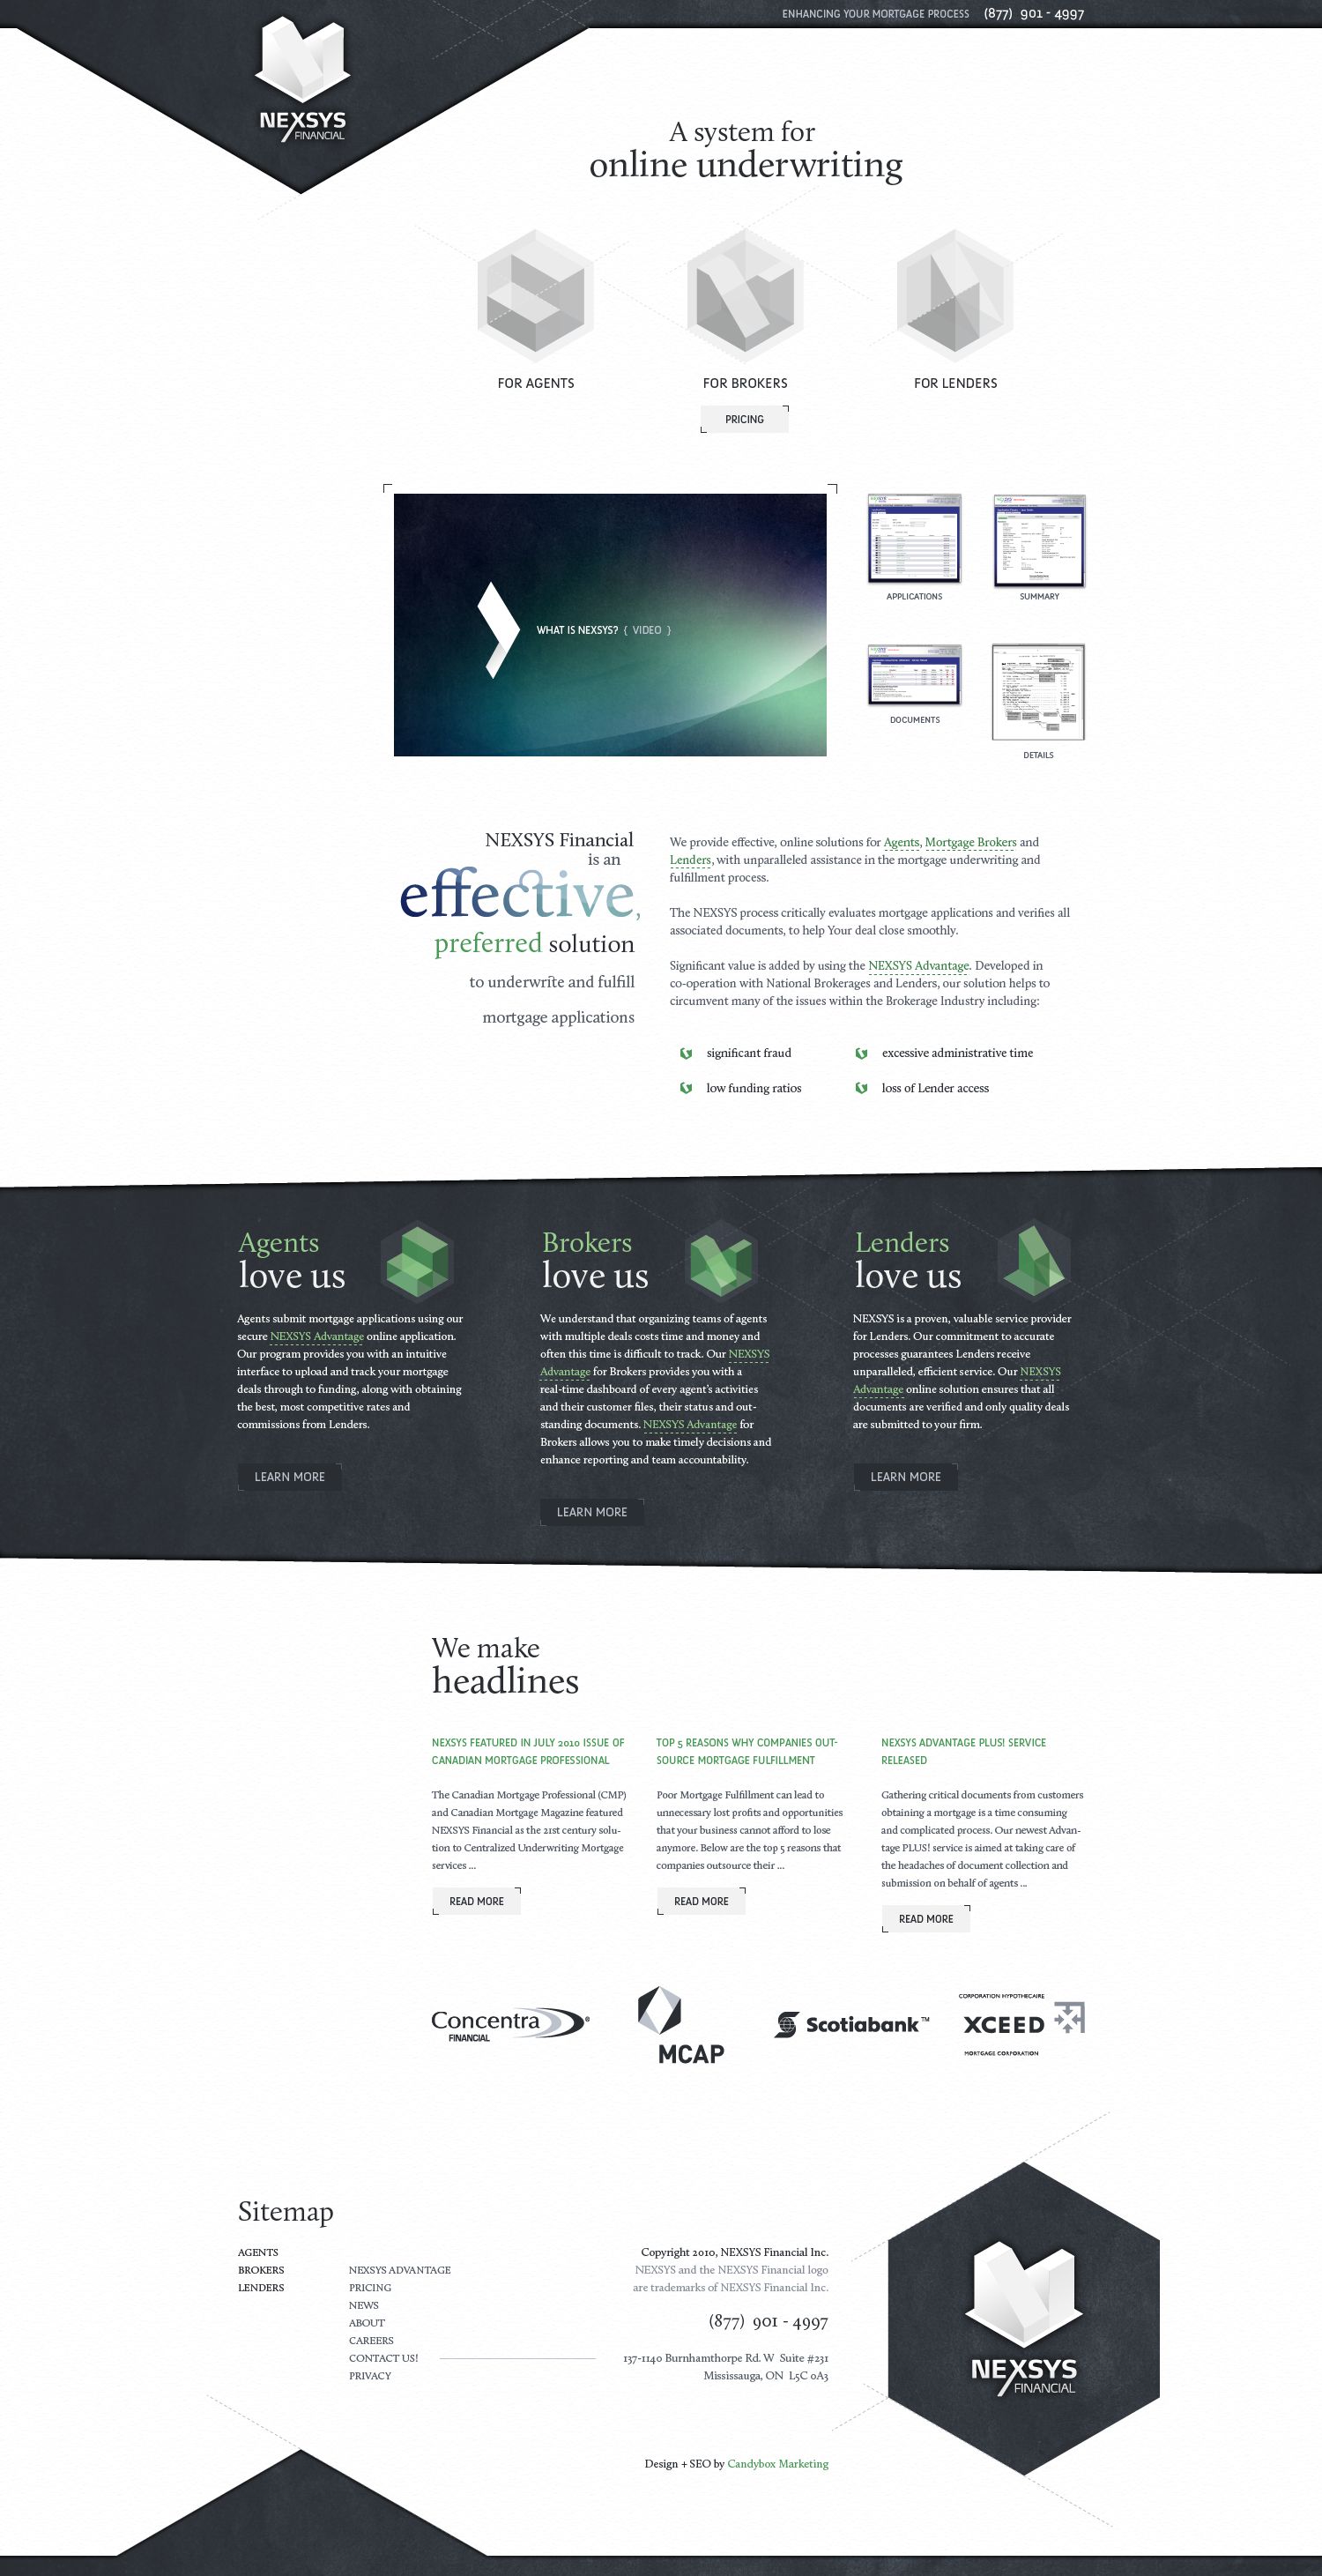 ENHANCING YOUR MORTGAGE PROCESS (877) 901 - 4997
NEXSYS
FINANCIAL
A system for
online underwriting
FOR AGENTS
FOR BROKERS
FOR LENDERS
PRICING
WHAT IS NEXSYS? { VIDEO }
APPLICATIONS
SUMMARY
DOCUMENTS
DETAILS
NEXSYS Financial
is an
effective,
preferred solution
to underwrite and fulfill
mortgage applications
We provide effective, online solutions for Agents, Mortgage Brokers and
Lenders, with unparalleled assistance in the mortgage underwriting and
fulfillment process.
The NEXSYS process critically evaluates mortgage applications and verifies all
associated documents, to help Your deal close smoothly.
Significant value is added by using the NEXSYS Advantage. Developed in
co-operation with National Brokerages and Lenders, our solution helps to
circumvent many of the issues within the Brokerage Industry including:
significant fraud
excessive administrative time
low funding ratios
loss of Lender access
Agents
love us
Agents submit mortgage applications using our
secure NEXSYS Advantage online application.
Our program provides you with an intuitive
interface to upload and track your mortgage
deals through to funding, along with obtaining
the best, most competitive rates and
commissions from Lenders.
LEARN MORE
Brokers
love us
We understand that organizing teams of agents
with multiple deals costs time and money and
often this time is difficult to track. Our NEXSYS
Advantage for Brokers provides you with a
real-time dashboard of every agent's activities
and their customer files, their status and out-
standing documents. NEXSYS Advantage for
Brokers allows you to make timely decisions and
enhance reporting and team accountability.
LEARN MORE
Lenders
love us
NEXSYS is a proven, valuable service provider
for Lenders. Our commitment to accurate
processes guarantees Lenders receive
unparalleled, efficient service. Our NEXSYS
Advantage online solution ensures that all
documents are verified and only quality deals
are submitted to your firm.
LEARN MORE
We make
headlines
NEXSYS FEATURED IN JULY 2010 ISSUE OF
CANADIAN MORTGAGE PROFESSIONAL
The Canadian Mortgage Professional (CMP)
and Canadian Mortgage Magazine featured
NEXSYS Financial as the 21st century solu-
tion to Centralized Underwriting Mortgage
services ...
READ MORE
TOP 5 REASONS WHY COMPANIES OUT-
SOURCE MORTGAGE FULFILLMENT
Poor Mortgage Fulfillment can lead to
unnecessary lost profits and opportunities
that your business cannot afford to lose
anymore. Below are the top 5 reasons that
companies outsource their ...
READ MORE
NEXSYS ADVANTAGE PLUS! SERVICE
RELEASED
Gathering critical documents from customers
obtaining a mortgage is a time consuming
and complicated process. Our newest Advan-
tage PLUS! service is aimed at taking care of
the headaches of document collection and
submission on behalf of agents ...
READ MORE
Concentra®
FINANCIAL
MCAP
Scotiabank™
CORPORATION HYPOTHECAIRE
XCEED
MORTGAGE CORPORATION
Sitemap
AGENTS
BROKERS
LENDERS
NEXSYS ADVANTAGE
PRICING
NEWS
ABOUT
CAREERS
CONTACT US!
PRIVACY
Copyright 2010, NEXSYS Financial Inc.
NEXSYS and the NEXSYS Financial logo
are trademarks of NEXSYS Financial Inc.
(877) 901 - 4997
137-1140 Burnhamthorpe Rd. W Suite #231
Mississauga, ON L5C 0A3
NEXSYS
FINANCIAL
Design + SEO by Candybox Marketing